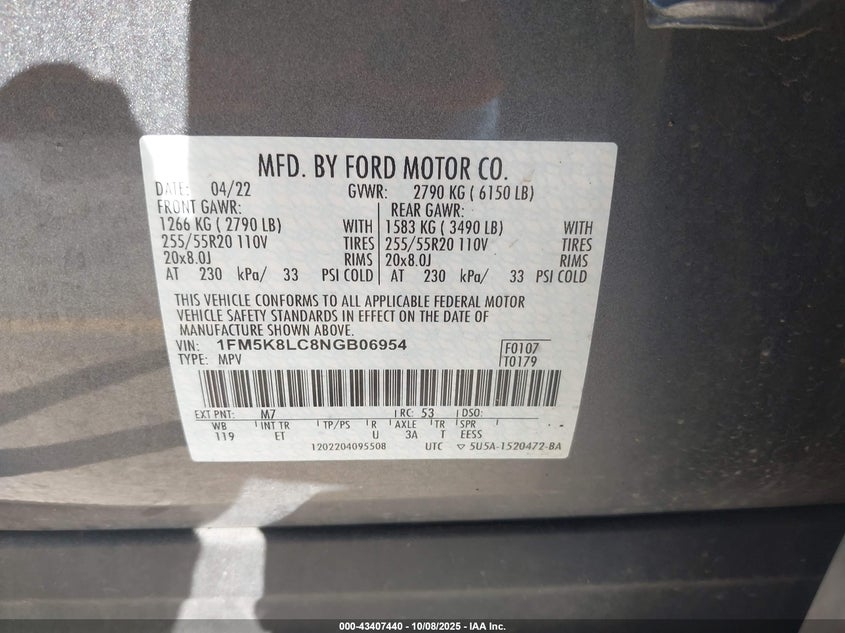 MFD. BY FORD MOTOR CO.
DATE: 04/22 GVWR: 2790 KG ( 6150 LB)
FRONT GAWR: REAR GAWR:
1266 KG ( 2790 LB) WITH 1583 KG ( 3490 LB) WITH
255/55R20 110V TIRES 255/55R20 110V TIRES
20x8.0J RIMS 20x8.0J RIMS
AT 230 kPa/ 33 PSI COLD AT 230 kPa/ 33 PSI COLD
THIS VEHICLE CONFORMS TO ALL APPLICABLE FEDERAL MOTOR
VEHICLE SAFETY STANDARDS IN EFFECT ON THE DATE OF
MANUFACTURE SHOWN ABOVE.
VIN: 1FM5K8LC8NGB06954 F0107
TYPE: MPV T0179
EXT PNT: M7 RC: 53 DSO:
WB INT TR TP/PS R AXLE TR SPR
119 ET U 3A T EESS
1202204095508 UTC ▽ 5U5A-1520472-BA
000-43407440 - 10/08/2025 - IAA Inc.